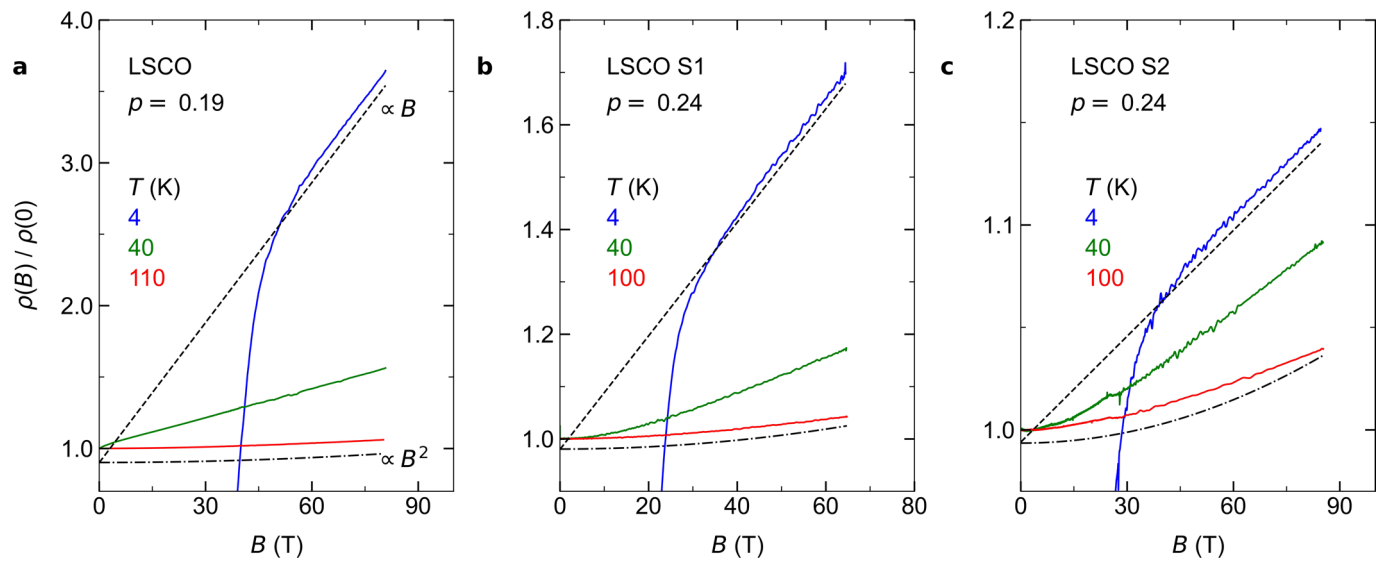 a
LSCO
p = 0.19
T (K)
4
40
110
∝ B
∝ B²
4.0
3.0
2.0
1.0
0
30
60
90
B (T)
ρ(B) / ρ(0)
b
LSCO S1
p = 0.24
T (K)
4
40
100
1.8
1.6
1.4
1.2
1.0
0
20
40
60
80
B (T)
c
LSCO S2
p = 0.24
T (K)
4
40
100
1.2
1.1
1.0
0
30
60
90
B (T)